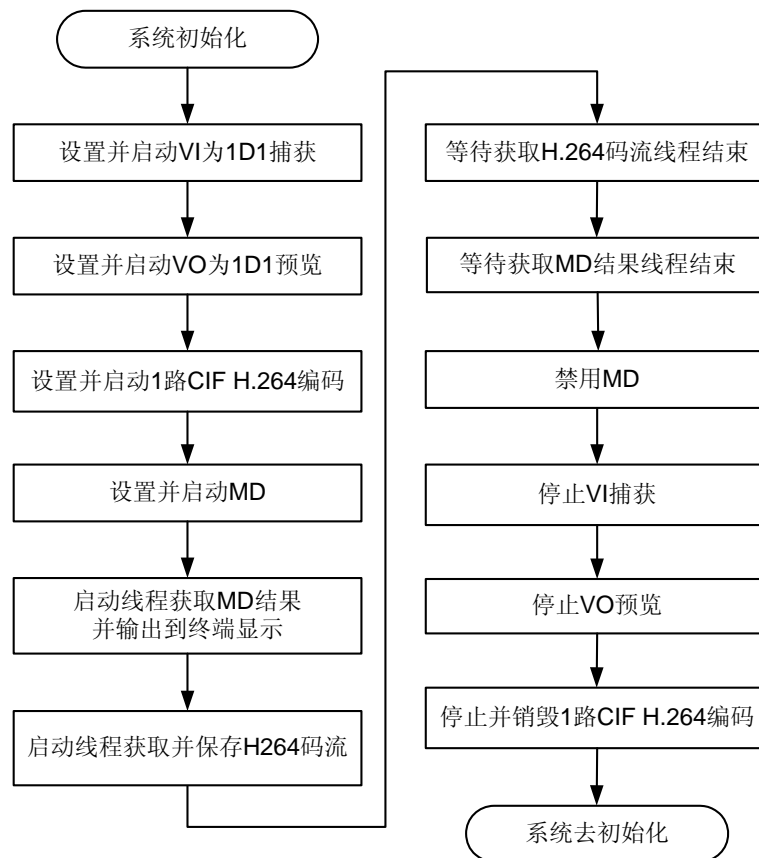 系统初始化
设置并启动VI为1D1捕获
设置并启动VO为1D1预览
设置并启动1路CIF H.264编码
设置并启动MD
启动线程获取MD结果
并输出到终端显示
启动线程获取并保存H264码流
等待获取H.264码流线程结束
等待获取MD结果线程结束
禁用MD
停止VI捕获
停止VO预览
停止并销毁1路CIF H.264编码
系统去初始化